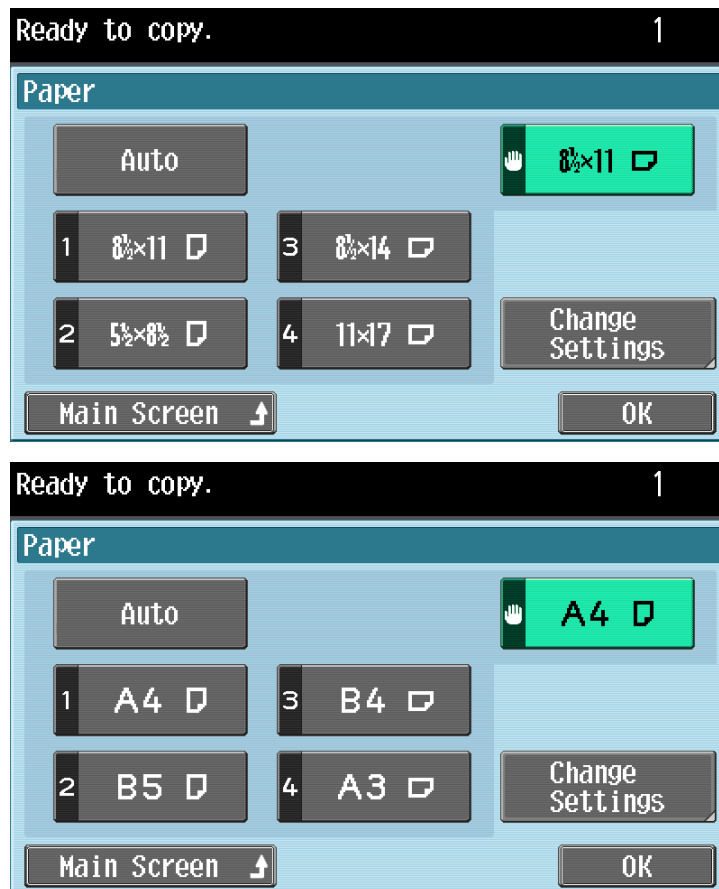 Ready to copy. 1
Paper
Auto 8½×11
1 8½×11 3 8½×14
2 5½×8½ 4 11×17 Change
Settings
Main Screen OK
Ready to copy. 1
Paper
Auto A4
1 A4 3 B4
2 B5 4 A3 Change
Settings
Main Screen OK